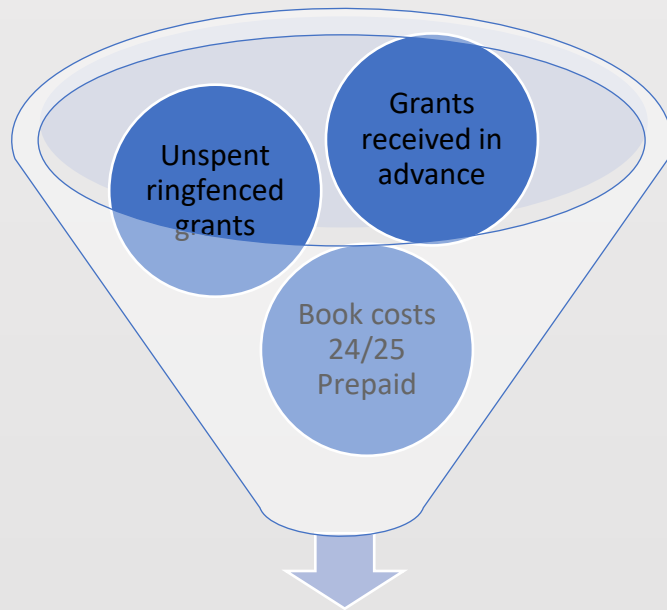 Unspent
ringfenced
grants
Grants
received in
advance
Book costs
24/25
Prepaid